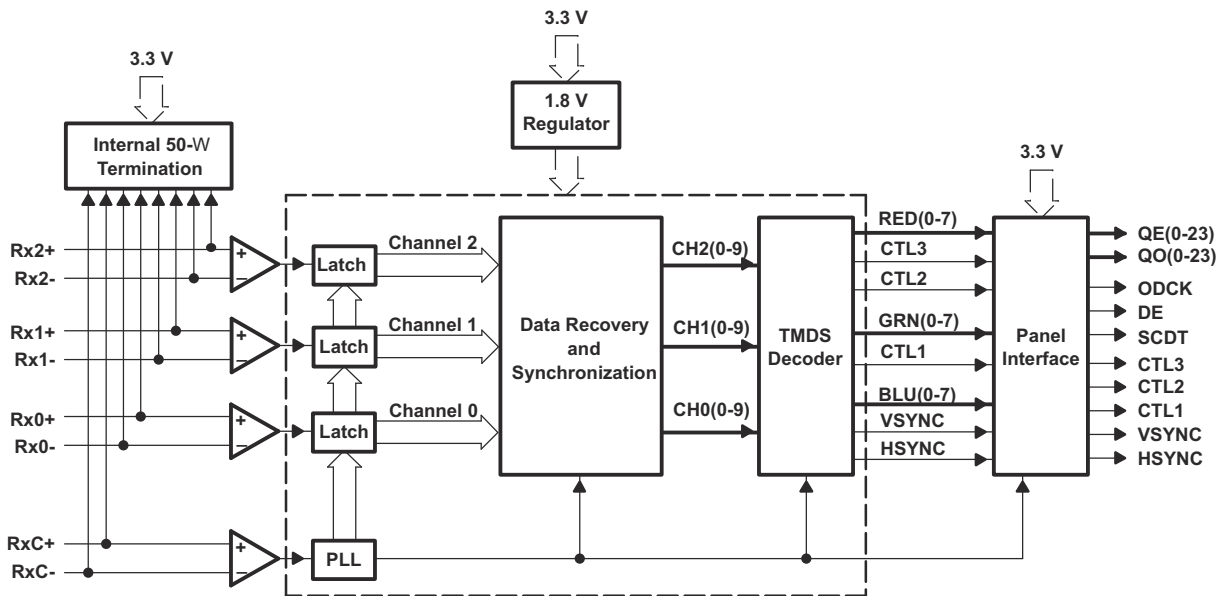 3.3 V
3.3 V
1.8 V
Regulator
Internal 50-W
Termination
3.3 V
Rx2+
Rx2-
Rx1+
Rx1-
Rx0+
Rx0-
RxC+
RxC-
+
−
+
−
+
−
+
−
Latch
Latch
Latch
PLL
Channel 2
Channel 1
Channel 0
Data Recovery
and
Synchronization
CH2(0-9)
CH1(0-9)
CH0(0-9)
TMDS
Decoder
RED(0-7)
CTL3
CTL2
GRN(0-7)
CTL1
BLU(0-7)
VSYNC
HSYNC
Panel
Interface
QE(0-23)
QO(0-23)
ODCK
DE
SCDT
CTL3
CTL2
CTL1
VSYNC
HSYNC